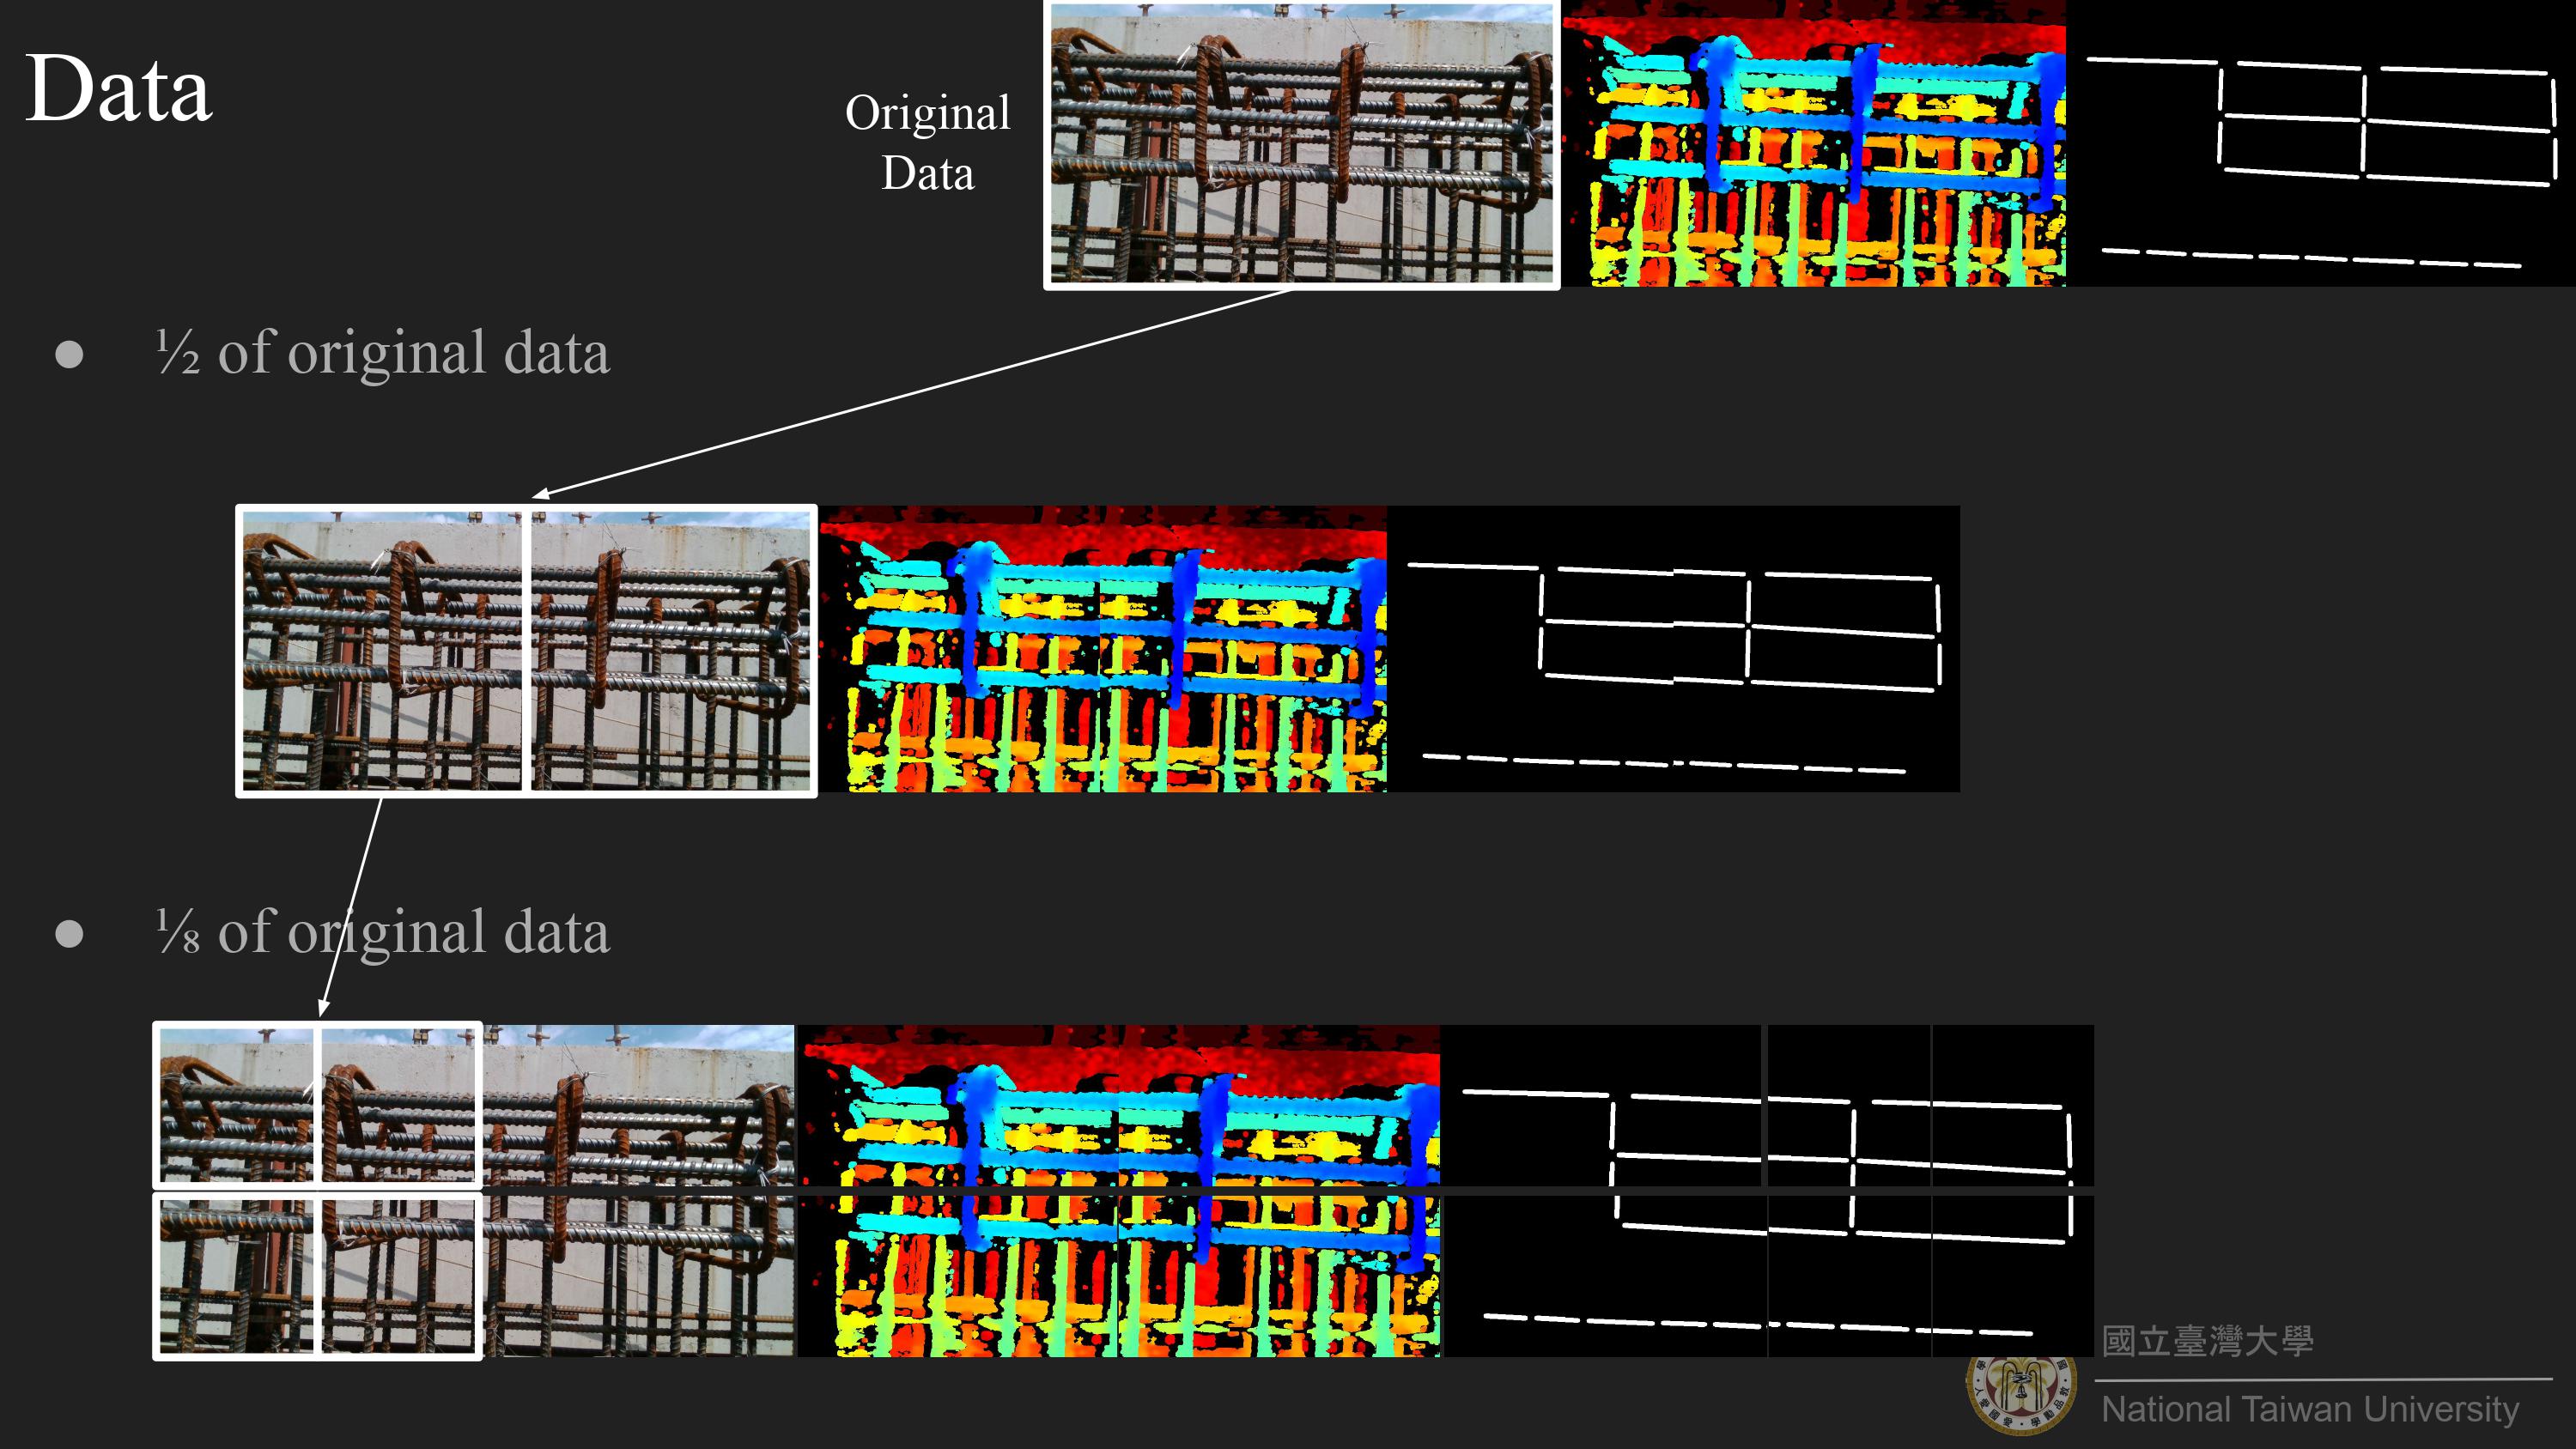 Data
Original
Data
½ of original data
⅛ of original data
國立臺灣大學
National Taiwan University